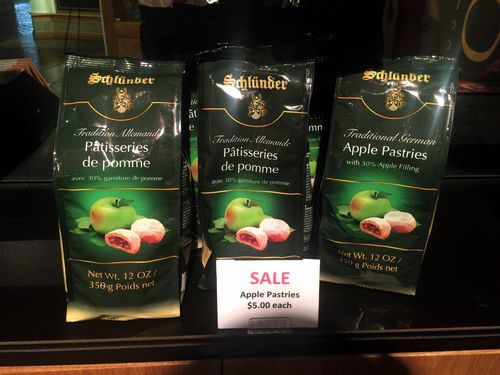 Schlünder
Tradition Allemande
Pâtisseries
de pomme
avec 30% garniture de pomme
Net Wt. 12 OZ /
350 g Poids net
Schlünder
Tradition Allemande
Pâtisseries
de pomme
avec 30% garniture de pomme
Schlünder
Traditional German
Apple Pastries
with 30% Apple Filling
Net Wt. 12 OZ /
350 g Poids net
SALE
Apple Pastries
$5.00 each